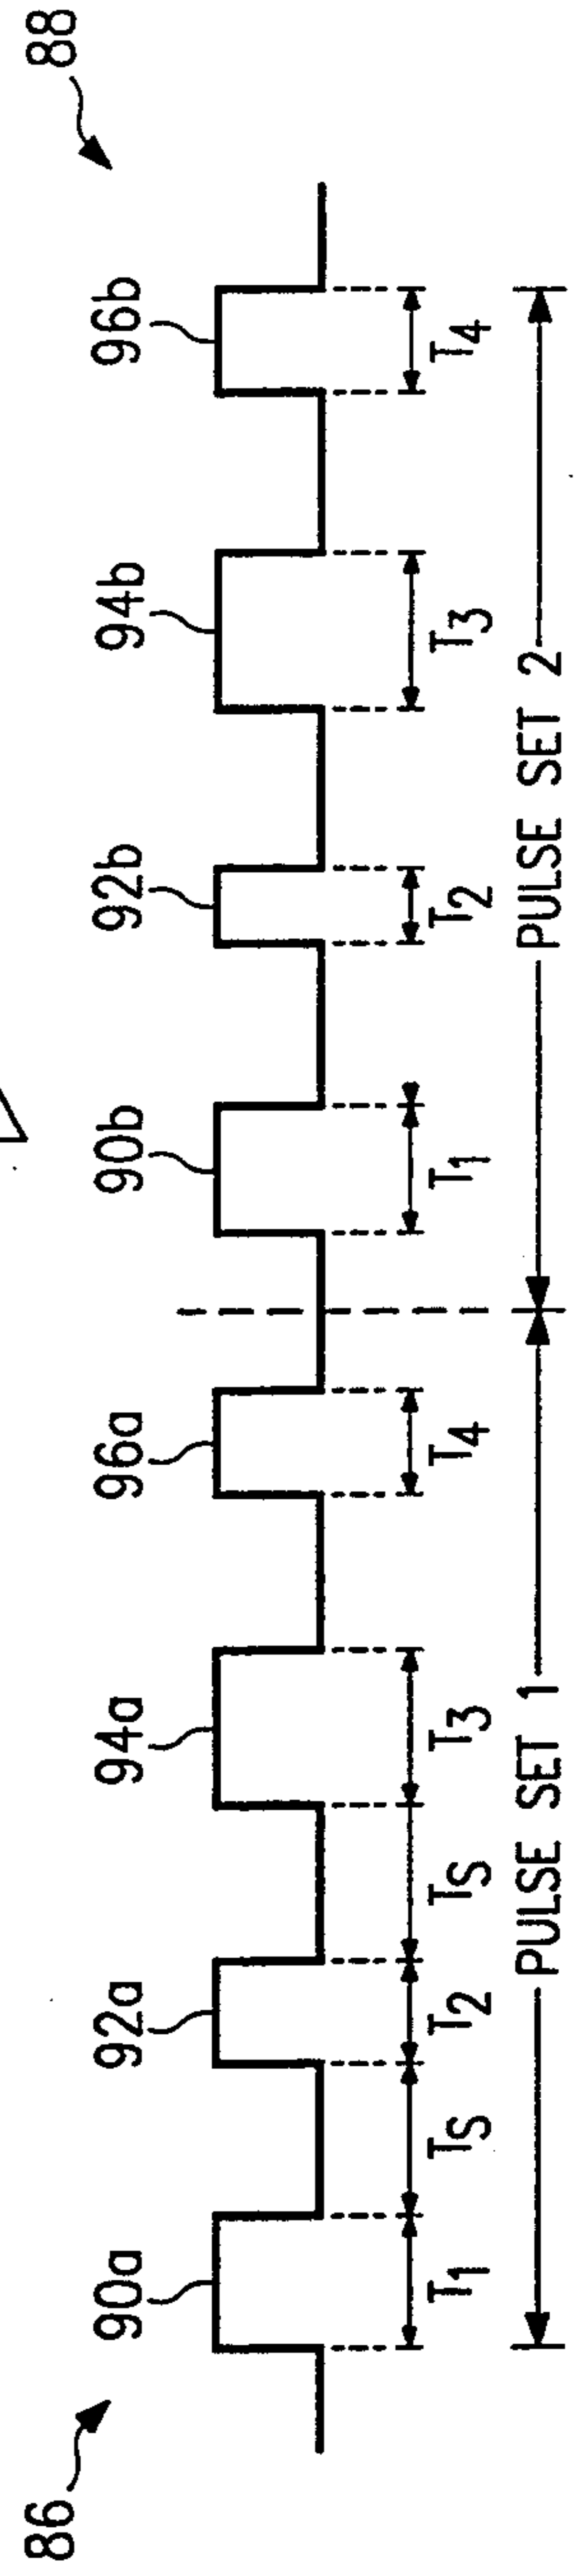 86
88
90a 92a 94a 96a 90b 92b 94b 96b
T1 TS T2 TS T3 T4 T1 T2 T3 T4
PULSE SET 1 PULSE SET 2